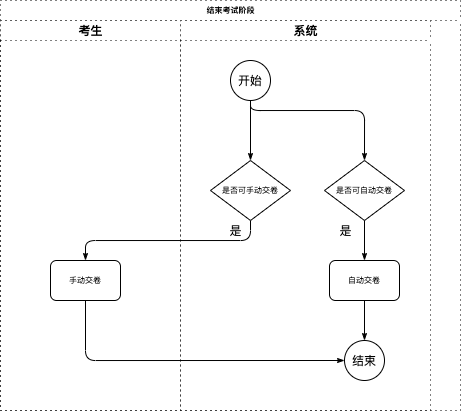 结束考试阶段
考生
系统
开始
是否可手动交卷
是否可自动交卷
是
是
手动交卷
自动交卷
结束